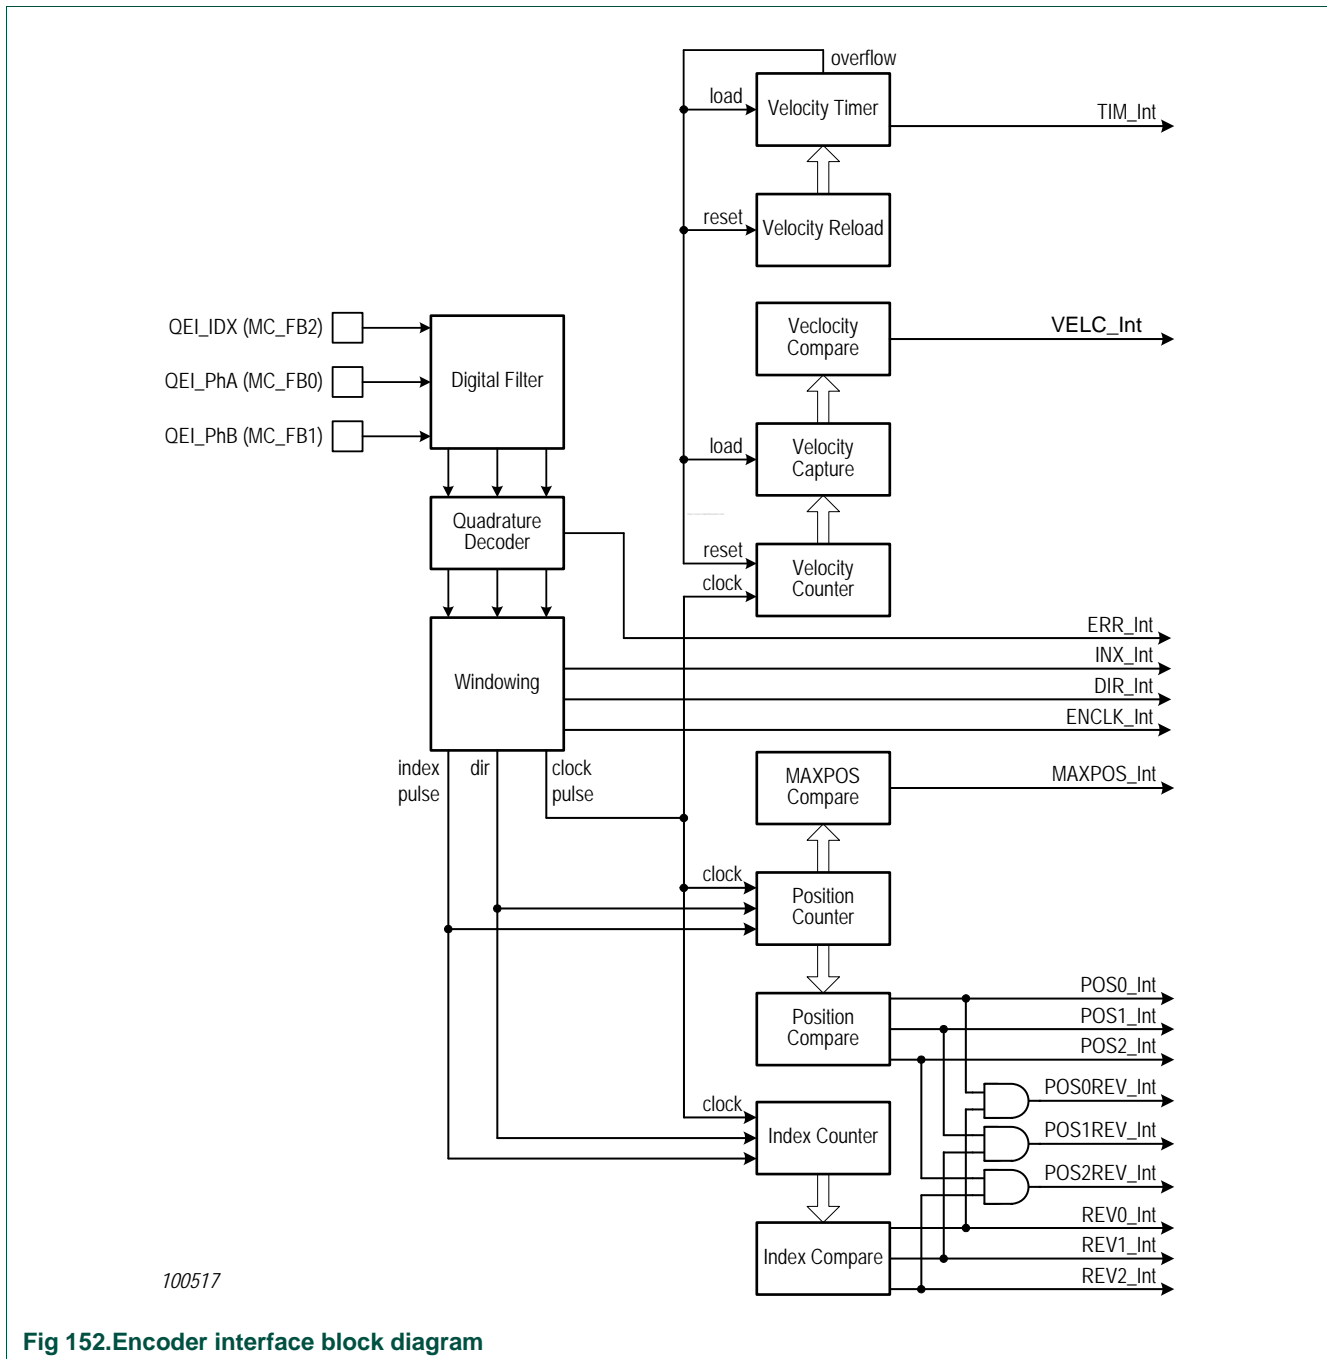 overflow
load
Velocity Timer
TIM_Int
reset
Velocity Reload
QEI_IDX (MC_FB2)
QEI_PhA (MC_FB0)
QEI_PhB (MC_FB1)
Digital Filter
Veclocity
Compare
VELC_Int
load
Velocity
Capture
Quadrature
Decoder
reset
clock
Velocity
Counter
ERR_Int
INX_Int
DIR_Int
ENCLK_Int
Windowing
index
pulse
dir
clock
pulse
MAXPOS
Compare
MAXPOS_Int
clock
Position
Counter
Position
Compare
POS0_Int
POS1_Int
POS2_Int
POS0REV_Int
POS1REV_Int
POS2REV_Int
clock
Index Counter
Index Compare
REV0_Int
REV1_Int
REV2_Int
100517
Fig 152.Encoder interface block diagram